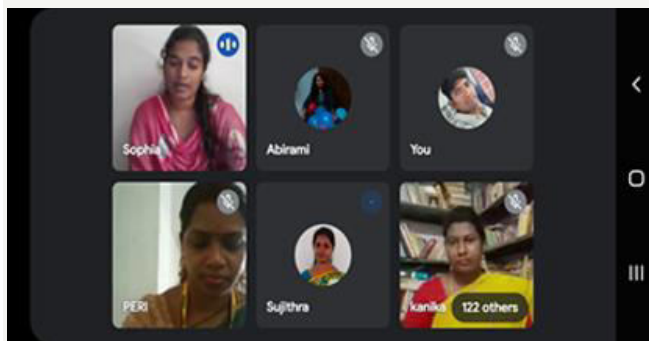 Sophia
Abirami
You
PERI
Sujithra
kanika 122 others